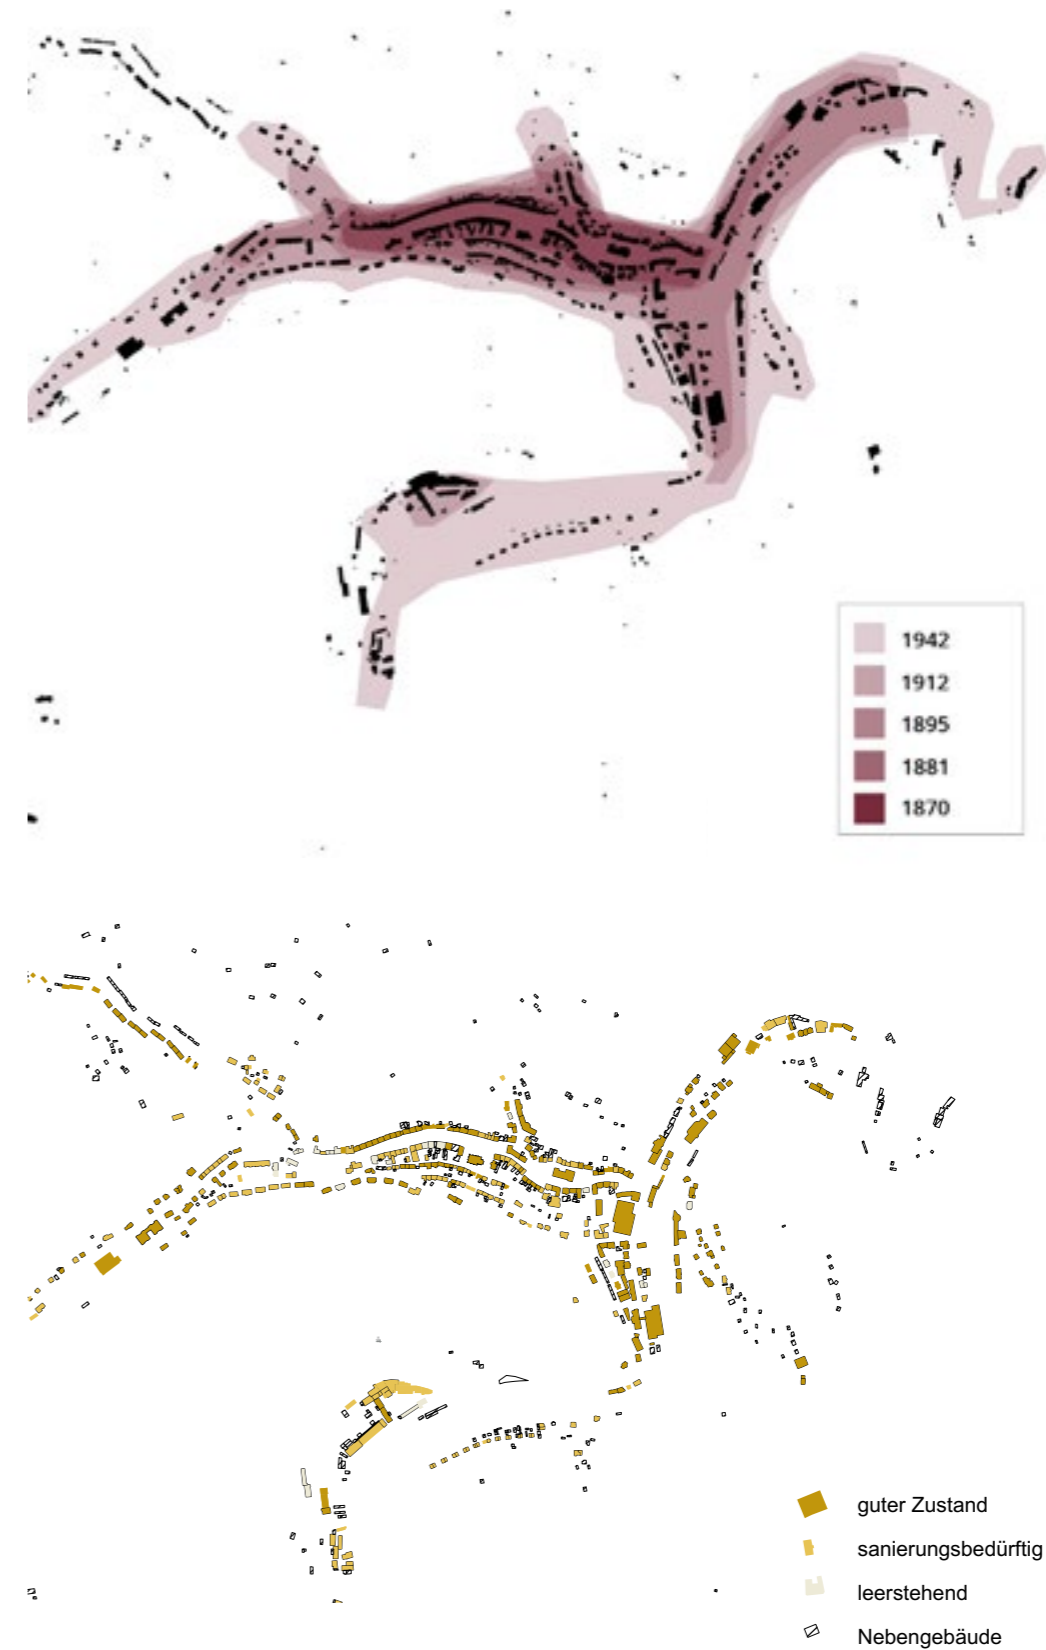 1942
1912
1895
1881
1870
guter Zustand
sanierungsbedürftig
leerstehend
Nebengebäude